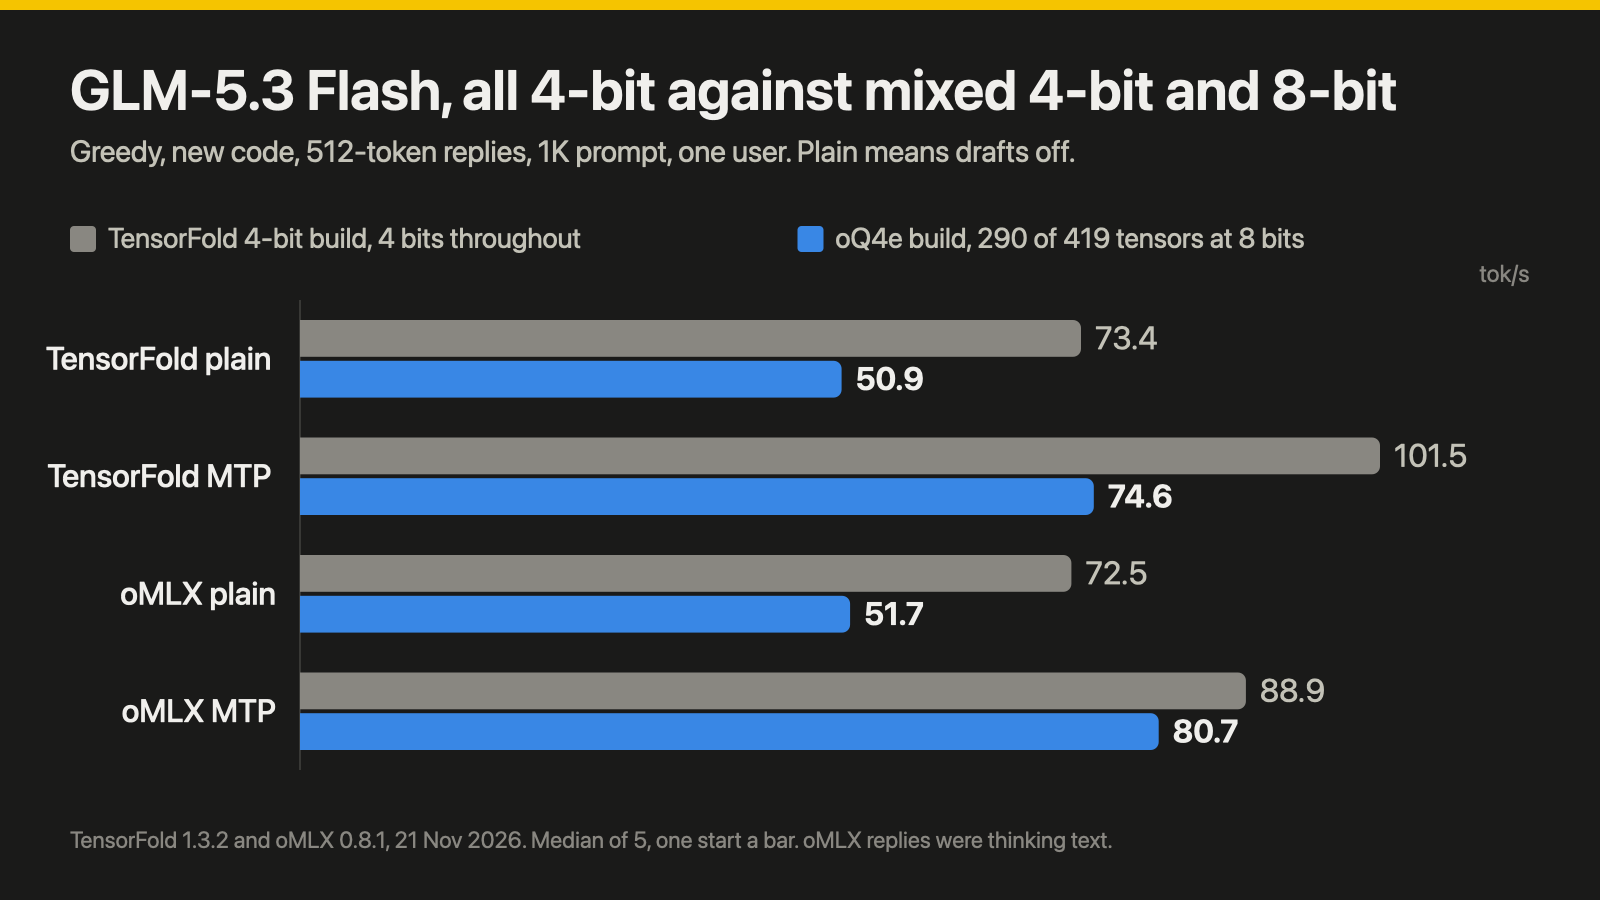 GLM-5.3 Flash, all 4-bit against mixed 4-bit and 8-bit
Greedy, new code, 512-token replies, 1K prompt, one user. Plain means drafts off.
TensorFold 4-bit build, 4 bits throughout
oQ4e build, 290 of 419 tensors at 8 bits
tok/s
TensorFold plain
73.4
50.9
TensorFold MTP
101.5
74.6
oMLX plain
72.5
51.7
oMLX MTP
88.9
80.7
TensorFold 1.3.2 and oMLX 0.8.1, 21 Nov 2026. Median of 5, one start a bar. oMLX replies were thinking text.